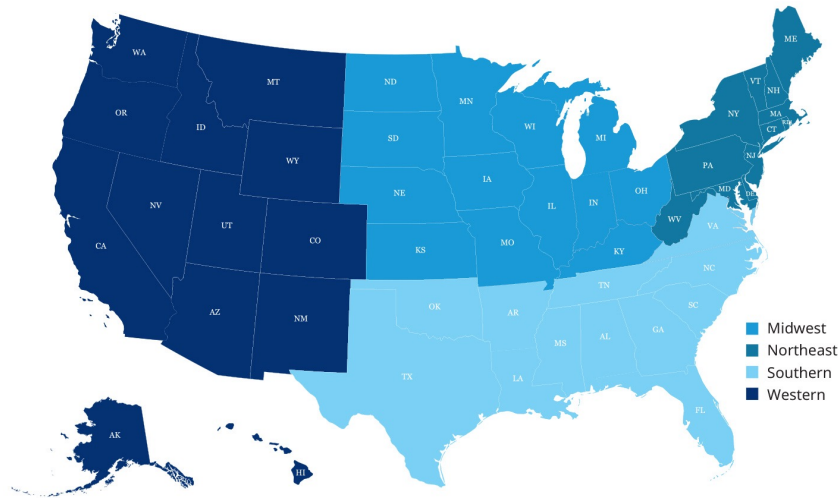 WA
MT
ND
MN
ME
VT
NH
OR
ID
SD
WI
MI
NY
MA
RI
CT
WY
NE
IA
PA
NJ
NV
UT
CO
IL
IN
OH
MD
DE
WV
CA
KS
MO
KY
VA
AZ
NM
OK
AR
TN
NC
SC
TX
LA
MS
AL
GA
FL
AK
HI
Midwest
Northeast
Southern
Western